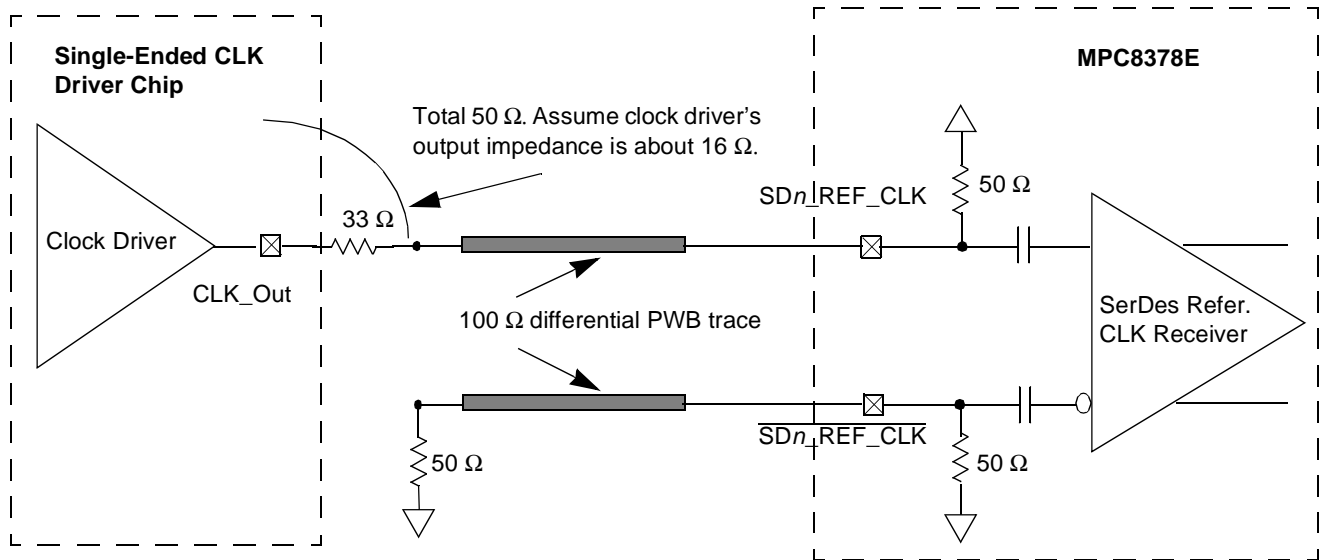 Single-Ended CLK
Driver Chip
MPC8378E
Total 50 Ω. Assume clock driver's
output impedance is about 16 Ω.
SDn_REF_CLK
50 Ω
33 Ω
Clock Driver
CLK_Out
100 Ω differential PWB trace
SerDes Refer.
CLK Receiver
SDn_REF_CLK
50 Ω
50 Ω